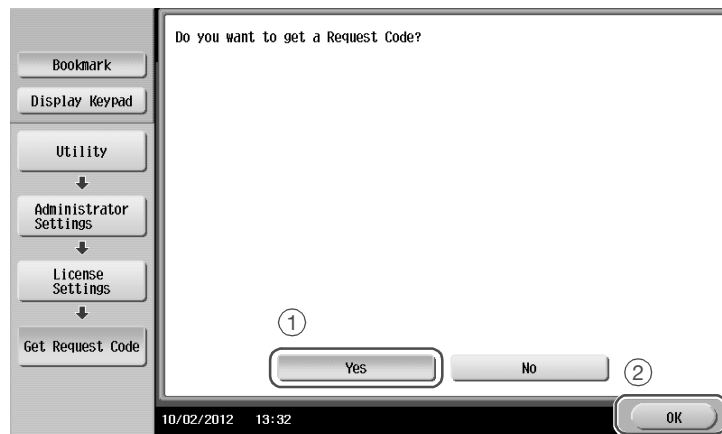 Do you want to get a Request Code?
Bookmark
Display Keypad
Utility
Administrator
Settings
License
Settings
Get Request Code
1
Yes
No
2
10/02/2012 13:32
OK